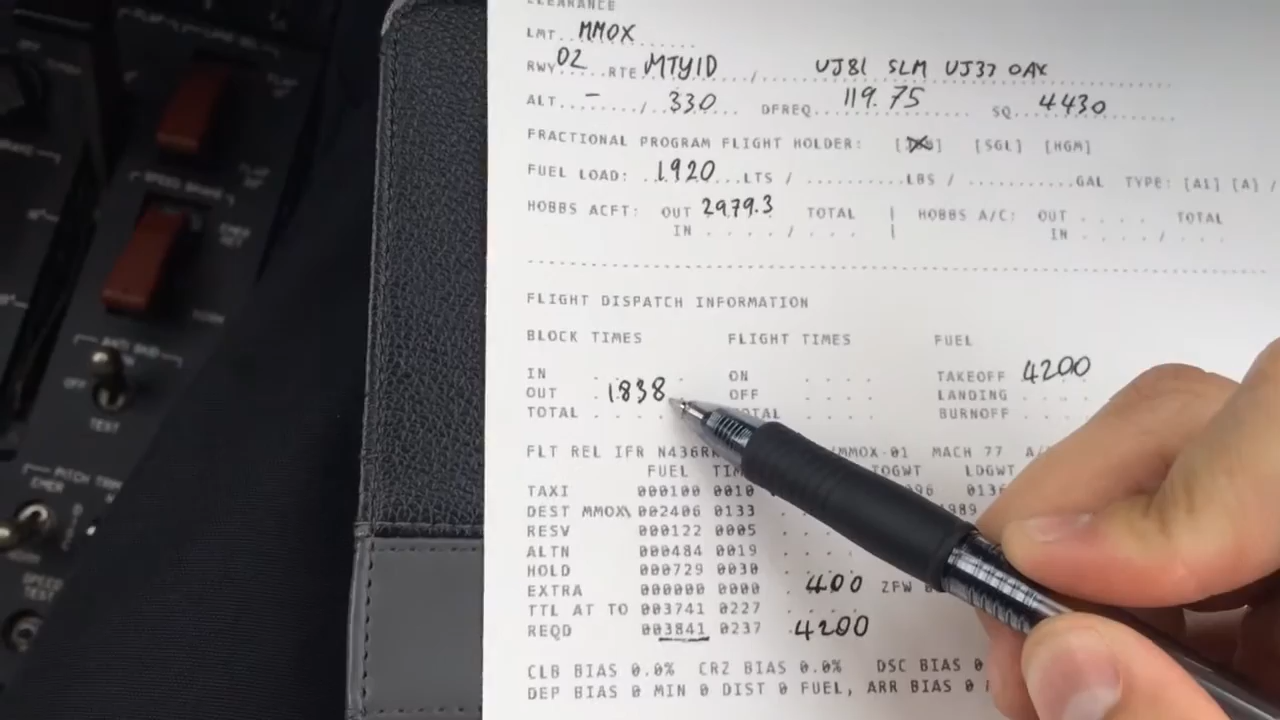 CLEARANCE
LMT..MMOX.......
RWY 02...RTE MTY1D ...../.... UJ81 SLM UJ37 OAX
ALT...-..../.330... DFREQ....119.75 SQ...4430
FRACTIONAL PROGRAM FLIGHT HOLDER: [ ] [SGL] [HGM]
FUEL LOAD: ..1920...LTS / ..........LBS / ..........GAL TYPE: [A1] [A] /
HOBBS ACFT: OUT 2979.3 TOTAL | HOBBS A/C: OUT .... TOTAL
IN ..../... | IN ..../...
FLIGHT DISPATCH INFORMATION
BLOCK TIMES FLIGHT TIMES FUEL
IN ..... ON .... TAKEOFF 4200
OUT .1838 OFF .... LANDING ....
TOTAL .... .... BURNOFF ....
FLT REL IFR /MMOX-01 MACH 77
FUEL TOGWT LDGWT
TAXI 000100 0010
DEST MMOX 002406 0133
RESV 000122 0005
ALTN 000484 0019
HOLD 000729 0030
EXTRA 000000 0000 .400 ZFW
TTL AT TO 003741 0227 ....
REQD 003841 0237 .4200
CLB BIAS 0.0% CRZ BIAS 0.0% DSC BIAS 0
DEP BIAS 0 MIN 0 DIST 0 FUEL, ARR BIAS 0
OFF
TEST
EMER
TEST